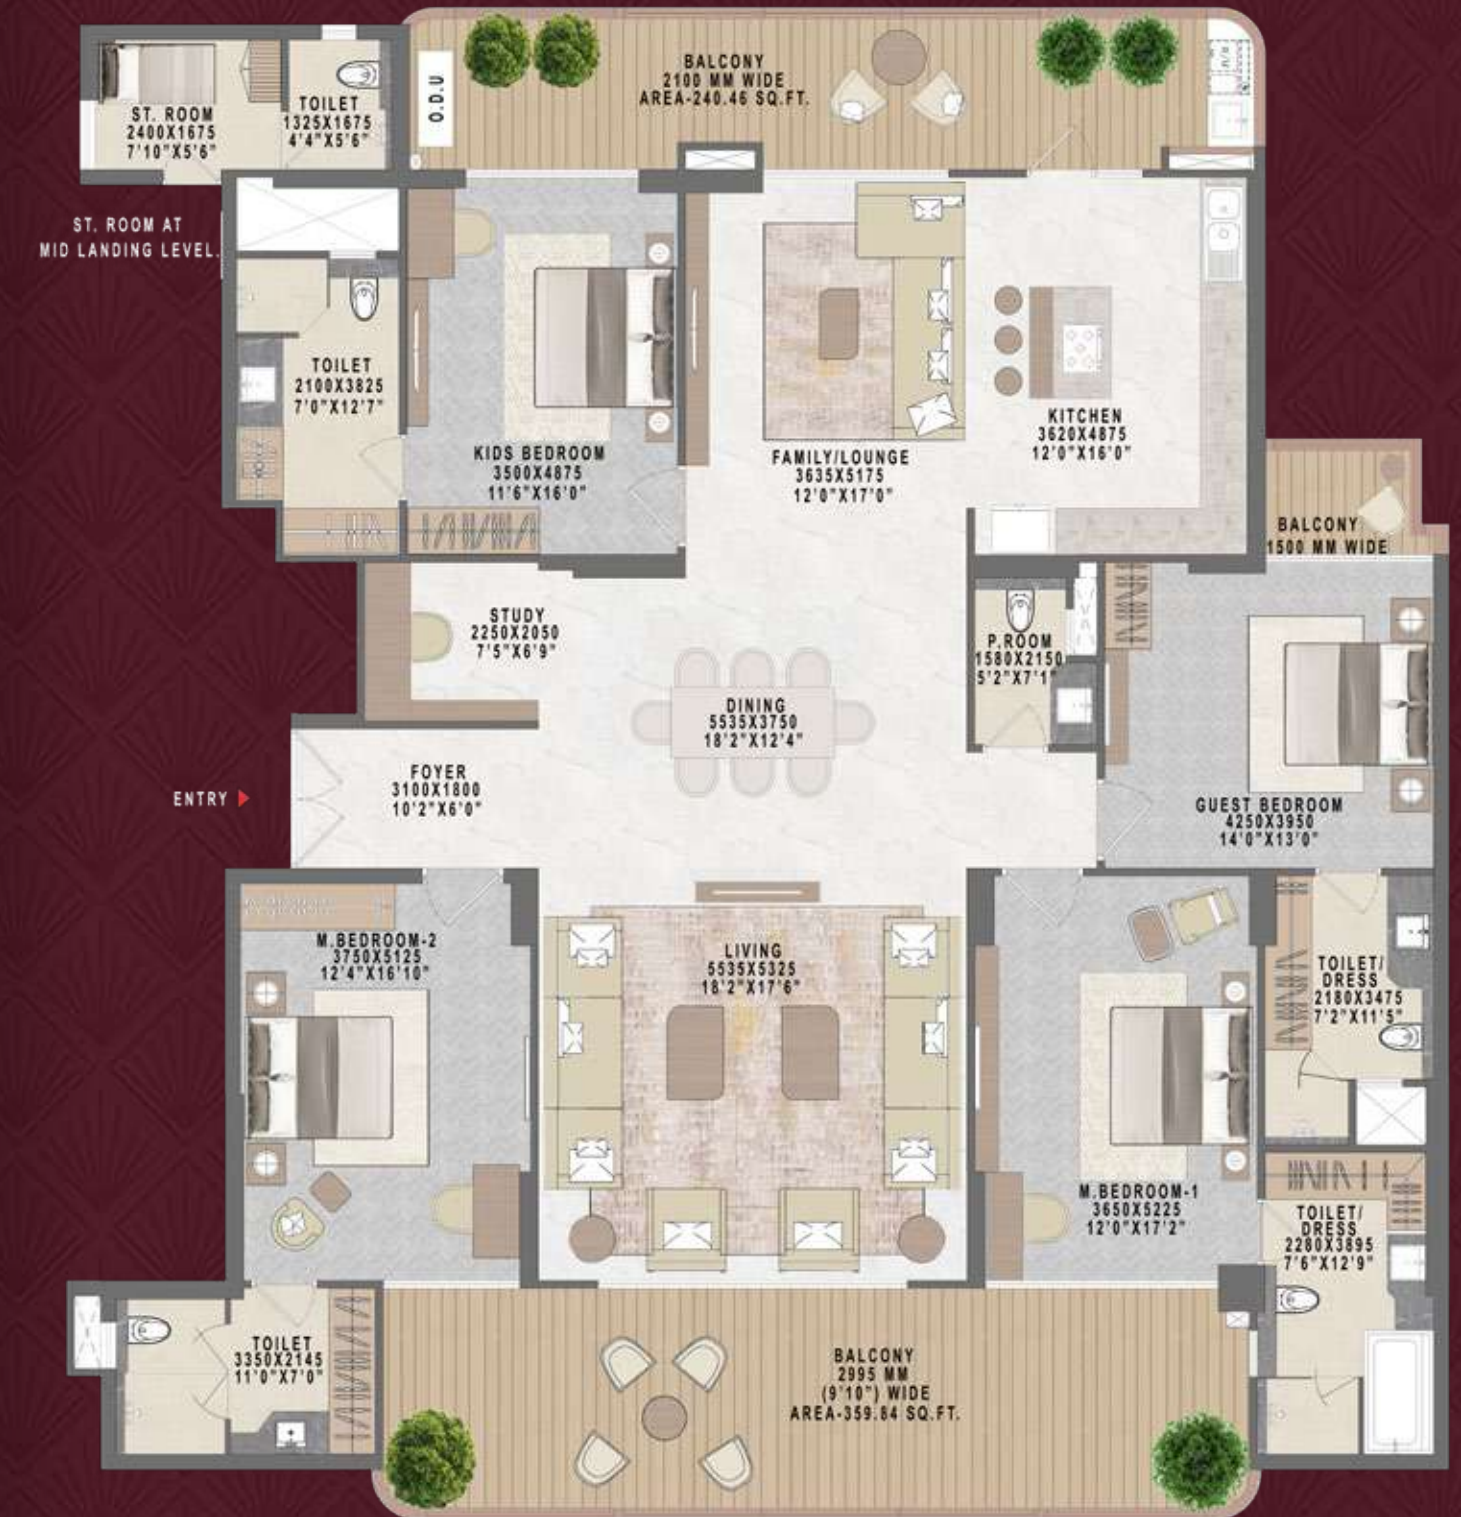 BALCONY
2100 MM WIDE
AREA-240.46 SQ.FT.
O.D.U
ST. ROOM
2400X1675
7'10"X5'6"
TOILET
1325X1675
4'4"X5'6"
ST. ROOM AT
MID LANDING LEVEL.
TOILET
2100X3825
7'0"X12'7"
KIDS BEDROOM
3500X4875
11'6"X16'0"
FAMILY/LOUNGE
3635X5175
12'0"X17'0"
KITCHEN
3620X4875
12'0"X16'0"
BALCONY
1500 MM WIDE
STUDY
2250X2050
7'5"X6'9"
P.ROOM
1580X2150
5'2"X7'1"
DINING
5535X3750
18'2"X12'4"
FOYER
3100X1800
10'2"X6'0"
ENTRY
GUEST BEDROOM
4250X3950
14'0"X13'0"
M.BEDROOM-2
3750X5125
12'4"X16'10"
LIVING
5535X5325
18'2"X17'6"
TOILET/
DRESS
2180X3475
7'2"X11'5"
M.BEDROOM-1
3650X5225
12'0"X17'2"
TOILET/
DRESS
2280X3895
7'6"X12'9"
TOILET
3350X2145
11'0"X7'0"
BALCONY
2995 MM
(9'10") WIDE
AREA-359.84 SQ.FT.